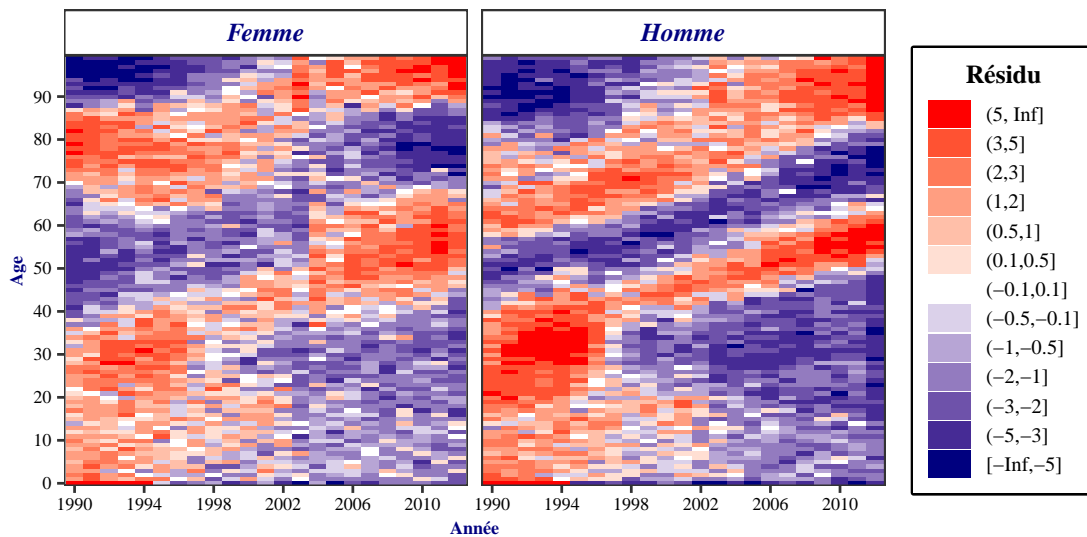 Femme
Homme
Age
90
80
70
60
50
40
30
20
10
0
1990 1994 1998 2002 2006 2010
1990 1994 1998 2002 2006 2010
Année
Résidu
(5, Inf]
(3,5]
(2,3]
(1,2]
(0.5,1]
(0.1,0.5]
(−0.1,0.1]
(−0.5,−0.1]
(−1,−0.5]
(−2,−1]
(−3,−2]
(−5,−3]
[−Inf,−5]